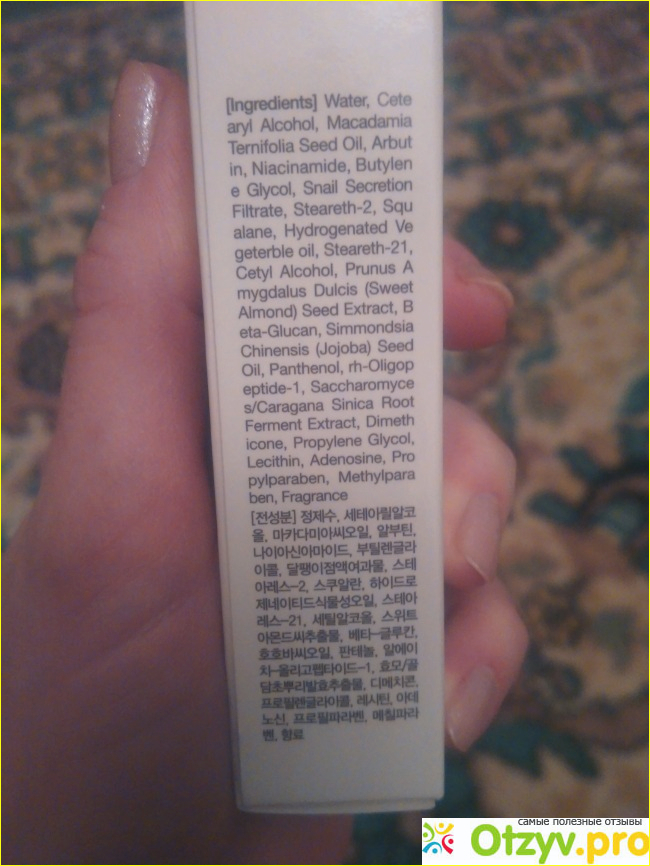 [Ingredients] Water, Cete
aryl Alcohol, Macadamia
Ternifolia Seed Oil, Arbut
in, Niacinamide, Butylen
e Glycol, Snail Secretion
Filtrate, Steareth-2, Squ
alane, Hydrogenated Ve
geterble oil, Steareth-21,
Cetyl Alcohol, Prunus A
mygdalus Dulcis (Sweet
Almond) Seed Extract, B
eta-Glucan, Simmondsia
Chinensis (Jojoba) Seed
Oil, Panthenol, rh-Oligop
eptide-1, Saccharomyce
s/Caragana Sinica Root
Ferment Extract, Dimeth
icone, Propylene Glycol,
Lecithin, Adenosine, Pro
pylparaben, Methylpara
ben, Fragrance
[전성분] 정제수, 세테아릴알코
올, 마카다미아씨오일, 알부틴,
나이아신아마이드, 부틸렌글라
이콜, 달팽이점액여과물, 스테
아레스-2, 스쿠알란, 하이드로
제네이티드식물성오일, 스테아
레스-21, 세틸알코올, 스위트
아몬드씨추출물, 베타-글루칸,
호호바씨오일, 판테놀, 알에이
치-올리고펩타이드-1, 효모/골
담초뿌리발효추출물, 디메치콘,
프로필렌글라이콜, 레시틴, 아데
노신, 프로필파라벤, 메칠파라
벤, 향료
самые полезные отзывы
Otzyv.pro